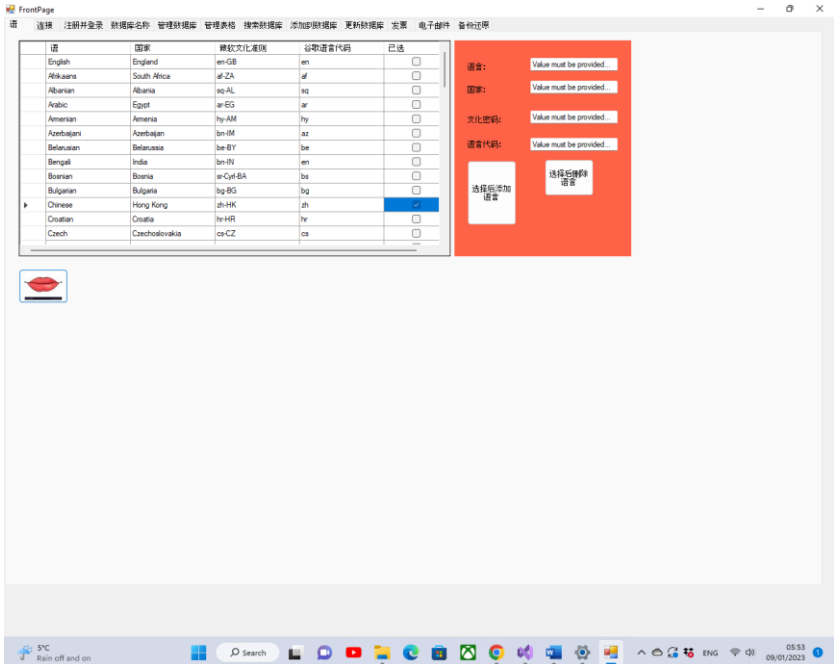 FrontPage
语 连接 注册并登录 数据库名称 管理数据库 管理表格 搜索数据库 添加到数据库 更新数据库 发票 电子邮件 备份还原
语 国家 微软文化准则 谷歌语言代码 已选
English England en-GB en
Afrikaans South Africa af-ZA af
Albanian Albania sq-AL sq
Arabic Egypt ar-EG ar
Armenian Armenia hy-AM hy
Azerbaijani Azerbaijan bn-IM az
Belarusian Belarussia be-BY be
Bengali India bn-IN en
Bosnian Bosnia sr-Cyrl-BA bs
Bulgarian Bulgaria bg-BG bg
Chinese Hong Kong zh-HK zh
Croatian Croatia hr-HR hr
Czech Czechoslovakia cs-CZ cs
语言: Value must be provided...
国家: Value must be provided...
文化密码: Value must be provided...
语言代码: Value must be provided...
选择后添加
语言
选择后删除
语言
5°C
Rain off and on
Search
ENG
05:53
09/01/2023
1